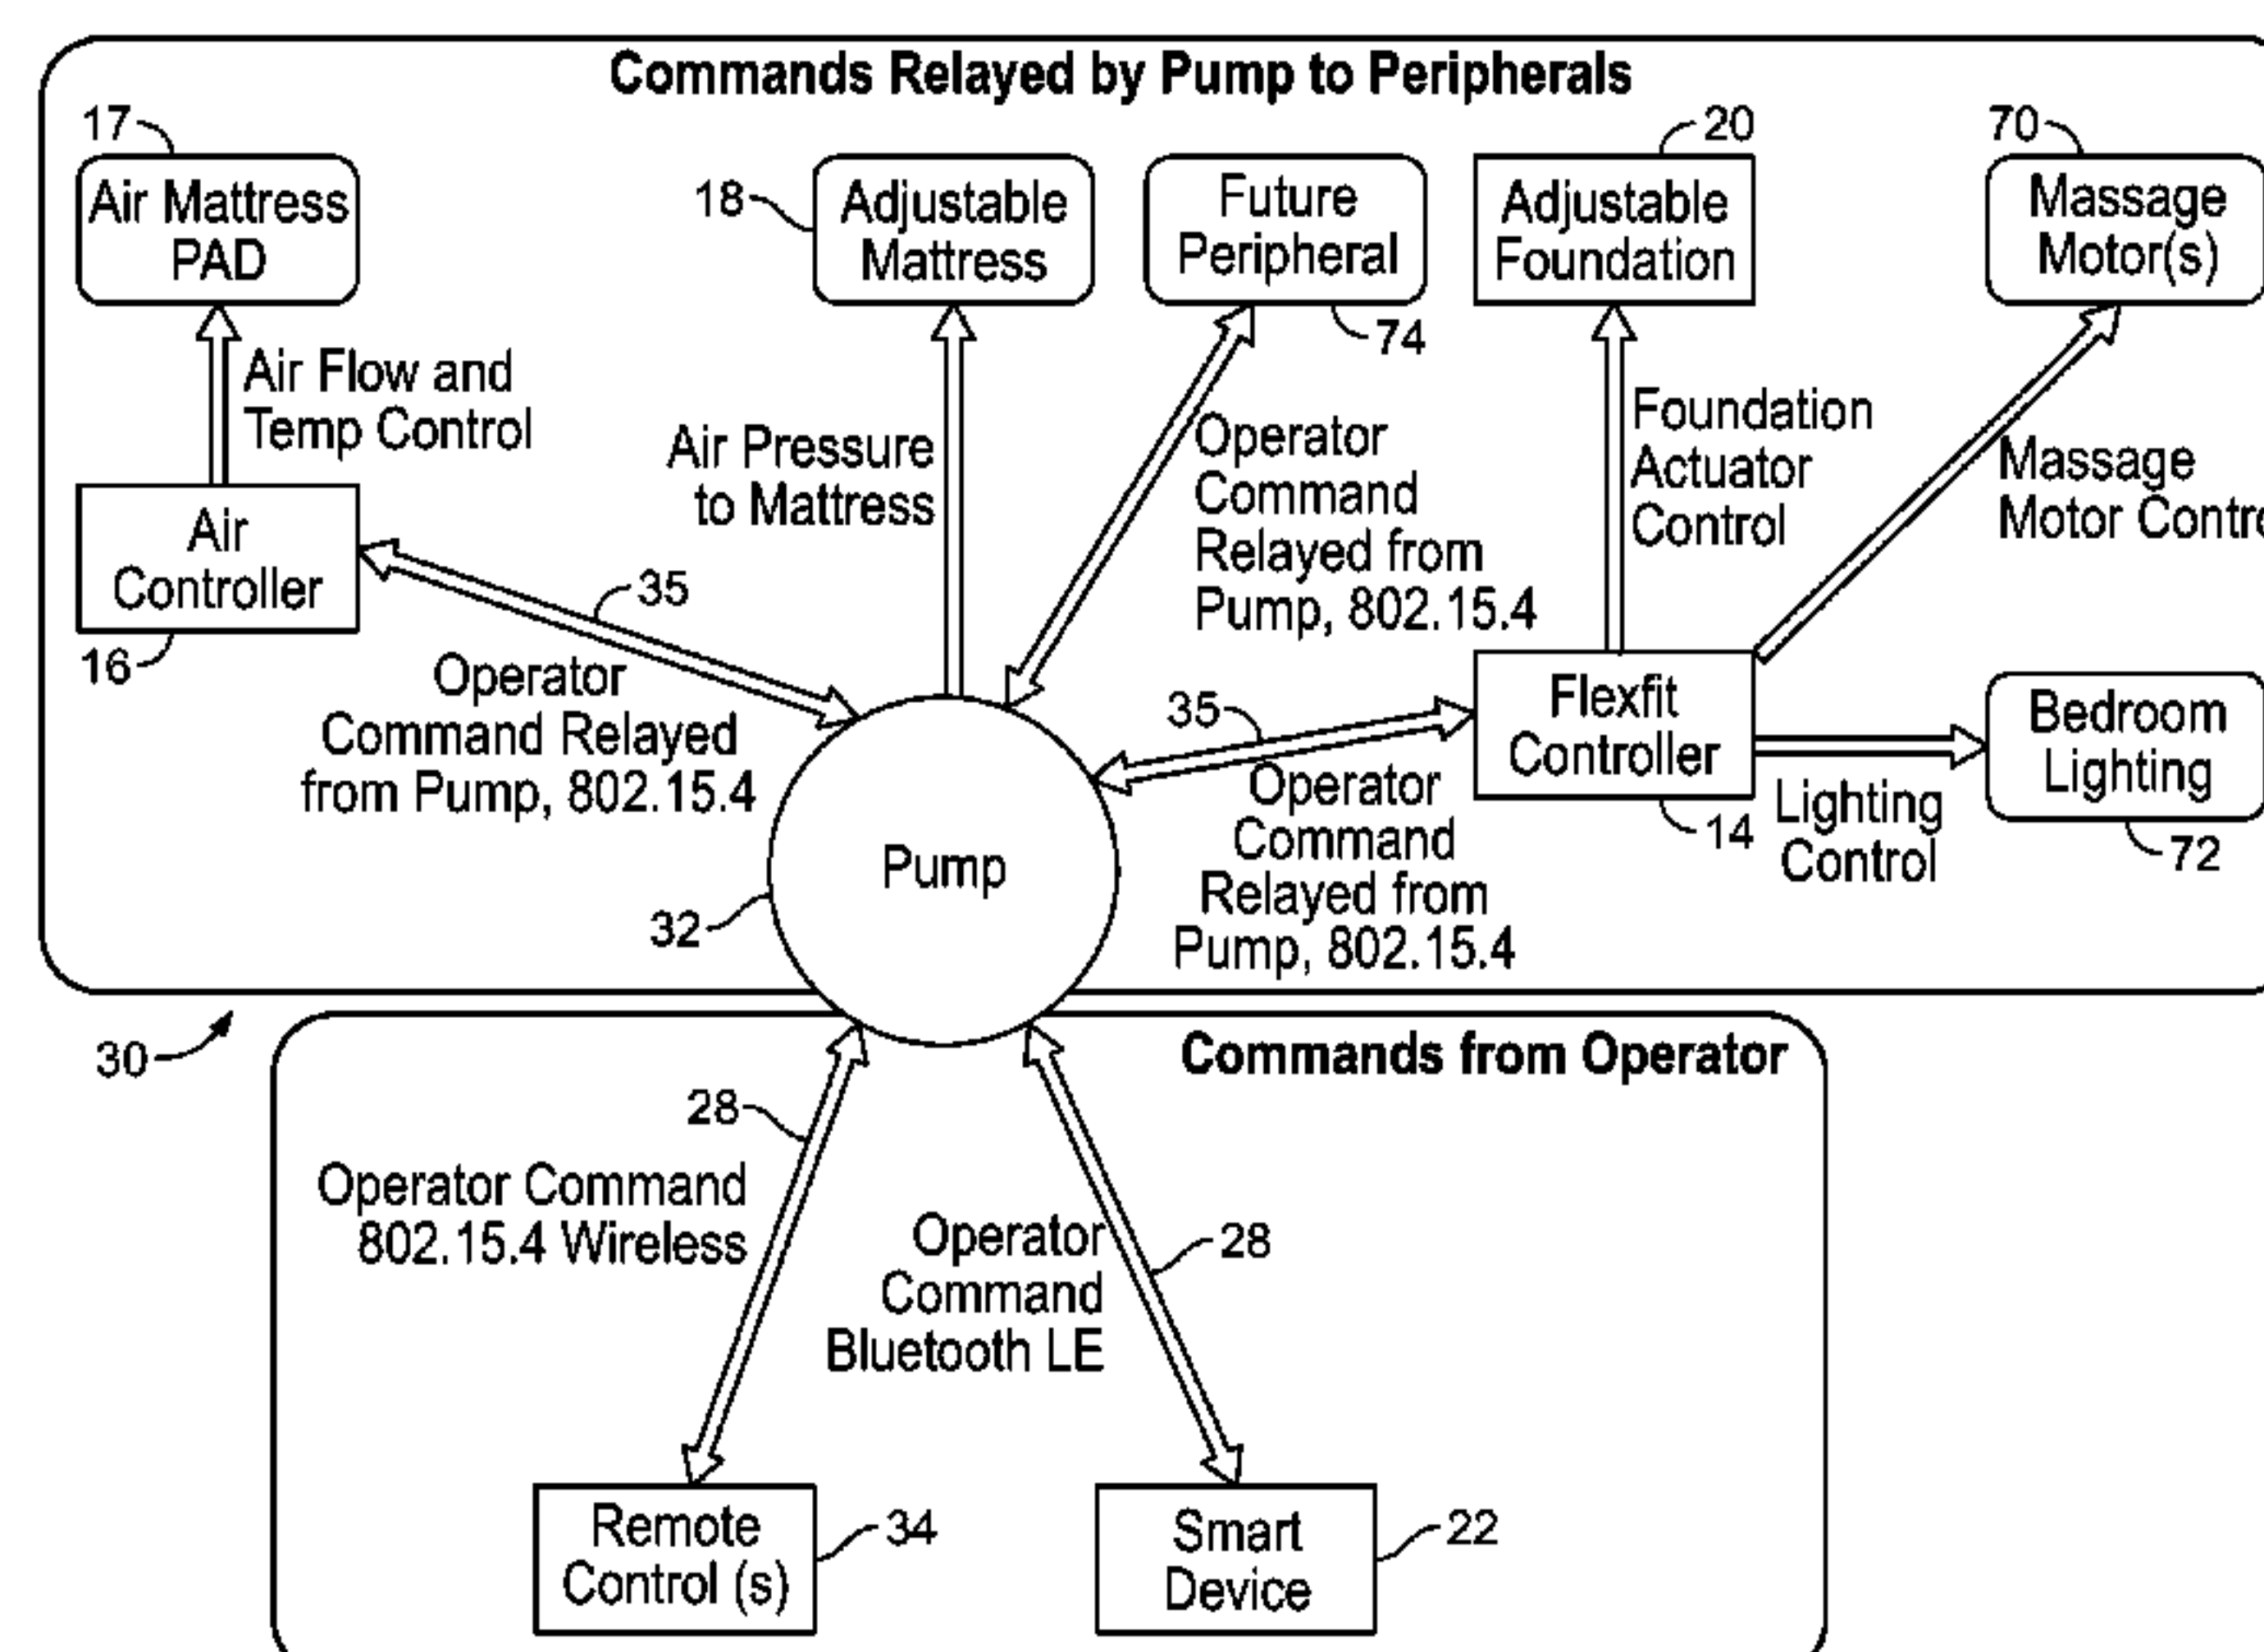 Commands Relayed by Pump to Peripherals
17
Air Mattress
PAD
18
Adjustable
Mattress
Future
Peripheral
74
20
Adjustable
Foundation
70
Massage
Motor(s)
Air Flow and
Temp Control
Air Pressure
to Mattress
Operator
Command
Relayed from
Pump, 802.15.4
Foundation
Actuator
Control
Massage
Motor Contro
Air
Controller
16
35
Operator
Command Relayed
from Pump, 802.15.4
35
Operator
Command
Relayed from
Pump, 802.15.4
Flexfit
Controller
14
Lighting
Control
Bedroom
Lighting
72
Pump
32
30
Commands from Operator
28
Operator Command
802.15.4 Wireless
Operator
Command
Bluetooth LE
28
Remote
Control (s)
34
Smart
Device
22